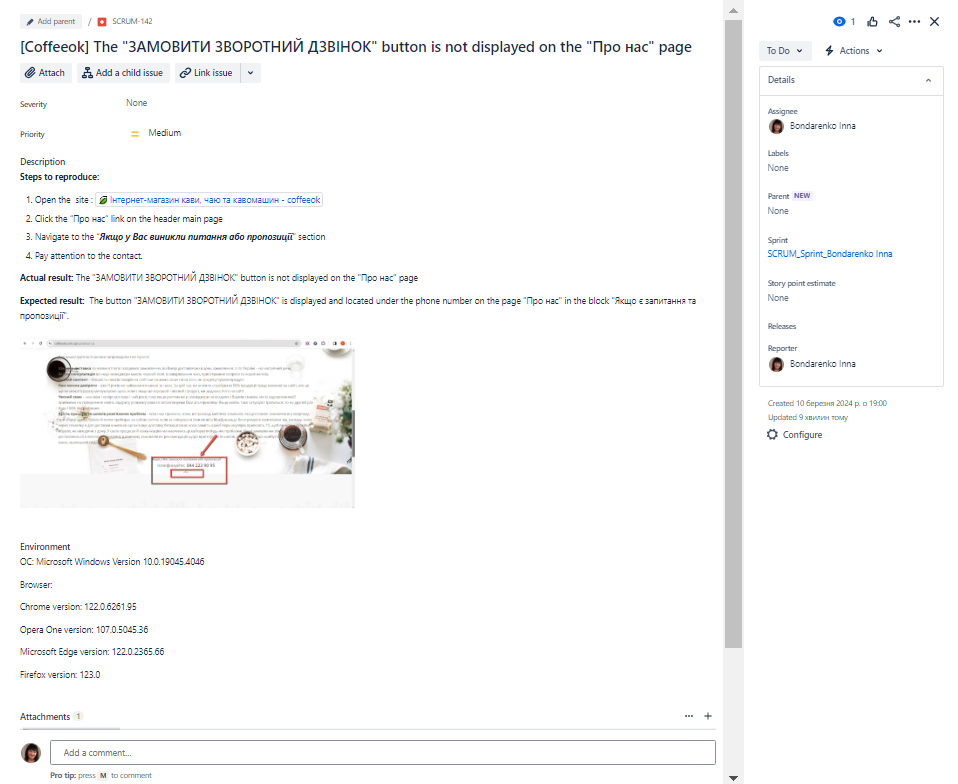 Add parent / SCRUM-142
1
[Coffeeok] The "ЗАМОВИТИ ЗВОРОТНИЙ ДЗВІНОК" button is not displayed on the "Про нас" page
Attach Add a child issue Link issue
To Do Actions
Severity None
Priority Medium
Description
Steps to reproduce:
1. Open the site : Інтернет-магазин кави, чаю та кавомашин - coffeeok
2. Click the "Про нас" link on the header main page
3. Navigate to the "Якщо у Вас виникли питання або пропозиції" section
4. Pay attention to the contact.
Actual result: The "ЗАМОВИТИ ЗВОРОТНИЙ ДЗВІНОК" button is not displayed on the "Про нас" page
Expected result: The button "ЗАМОВИТИ ЗВОРОТНИЙ ДЗВІНОК" is displayed and located under the phone number on the page "Про нас" in the block "Якщо є запитання та
пропозиції".
044 223 50 95
Environment
ОС: Microsoft Windows Version 10.0.19045.4046
Browser:
Chrome version: 122.0.6261.95
Opera One version: 107.0.5045.36
Microsoft Edge version: 122.0.2365.66
Firefox version: 123.0
Attachments 1
Add a comment...
Pro tip: press M to comment
Details
Assignee
Bondarenko Inna
Labels
None
Parent NEW
None
Sprint
SCRUM_Sprint_Bondarenko Inna
Story point estimate
None
Releases
Reporter
Bondarenko Inna
Created 10 березня 2024 р. о 19:00
Updated 9 хвилин тому
Configure